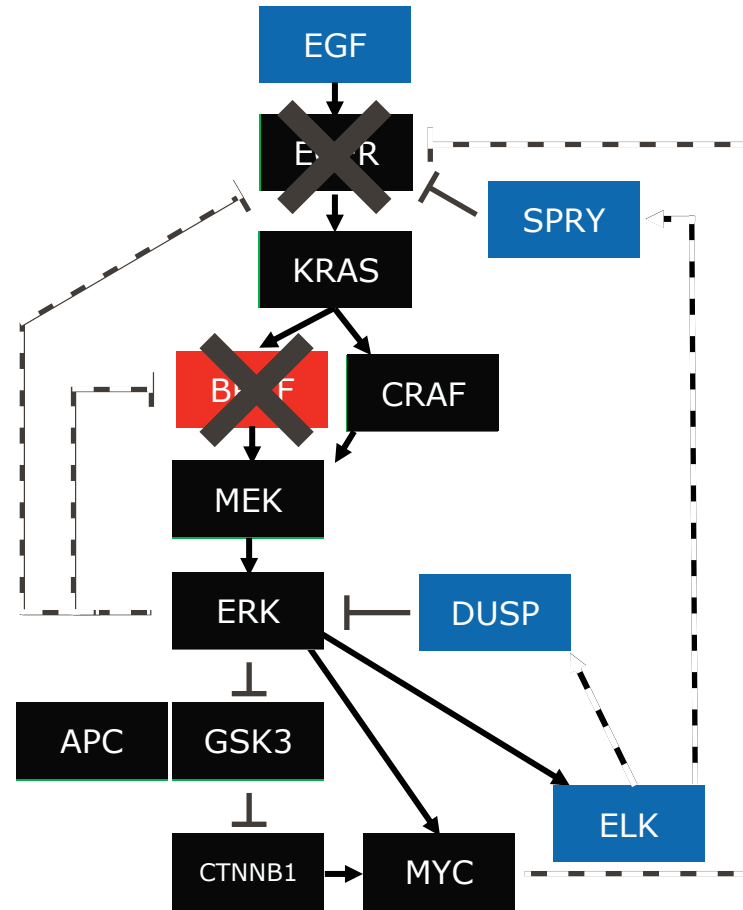 EGF
SPRY
KRAS
CRAF
MEK
ERK
DUSP
APC
GSK3
ELK
CTNNB1
MYC